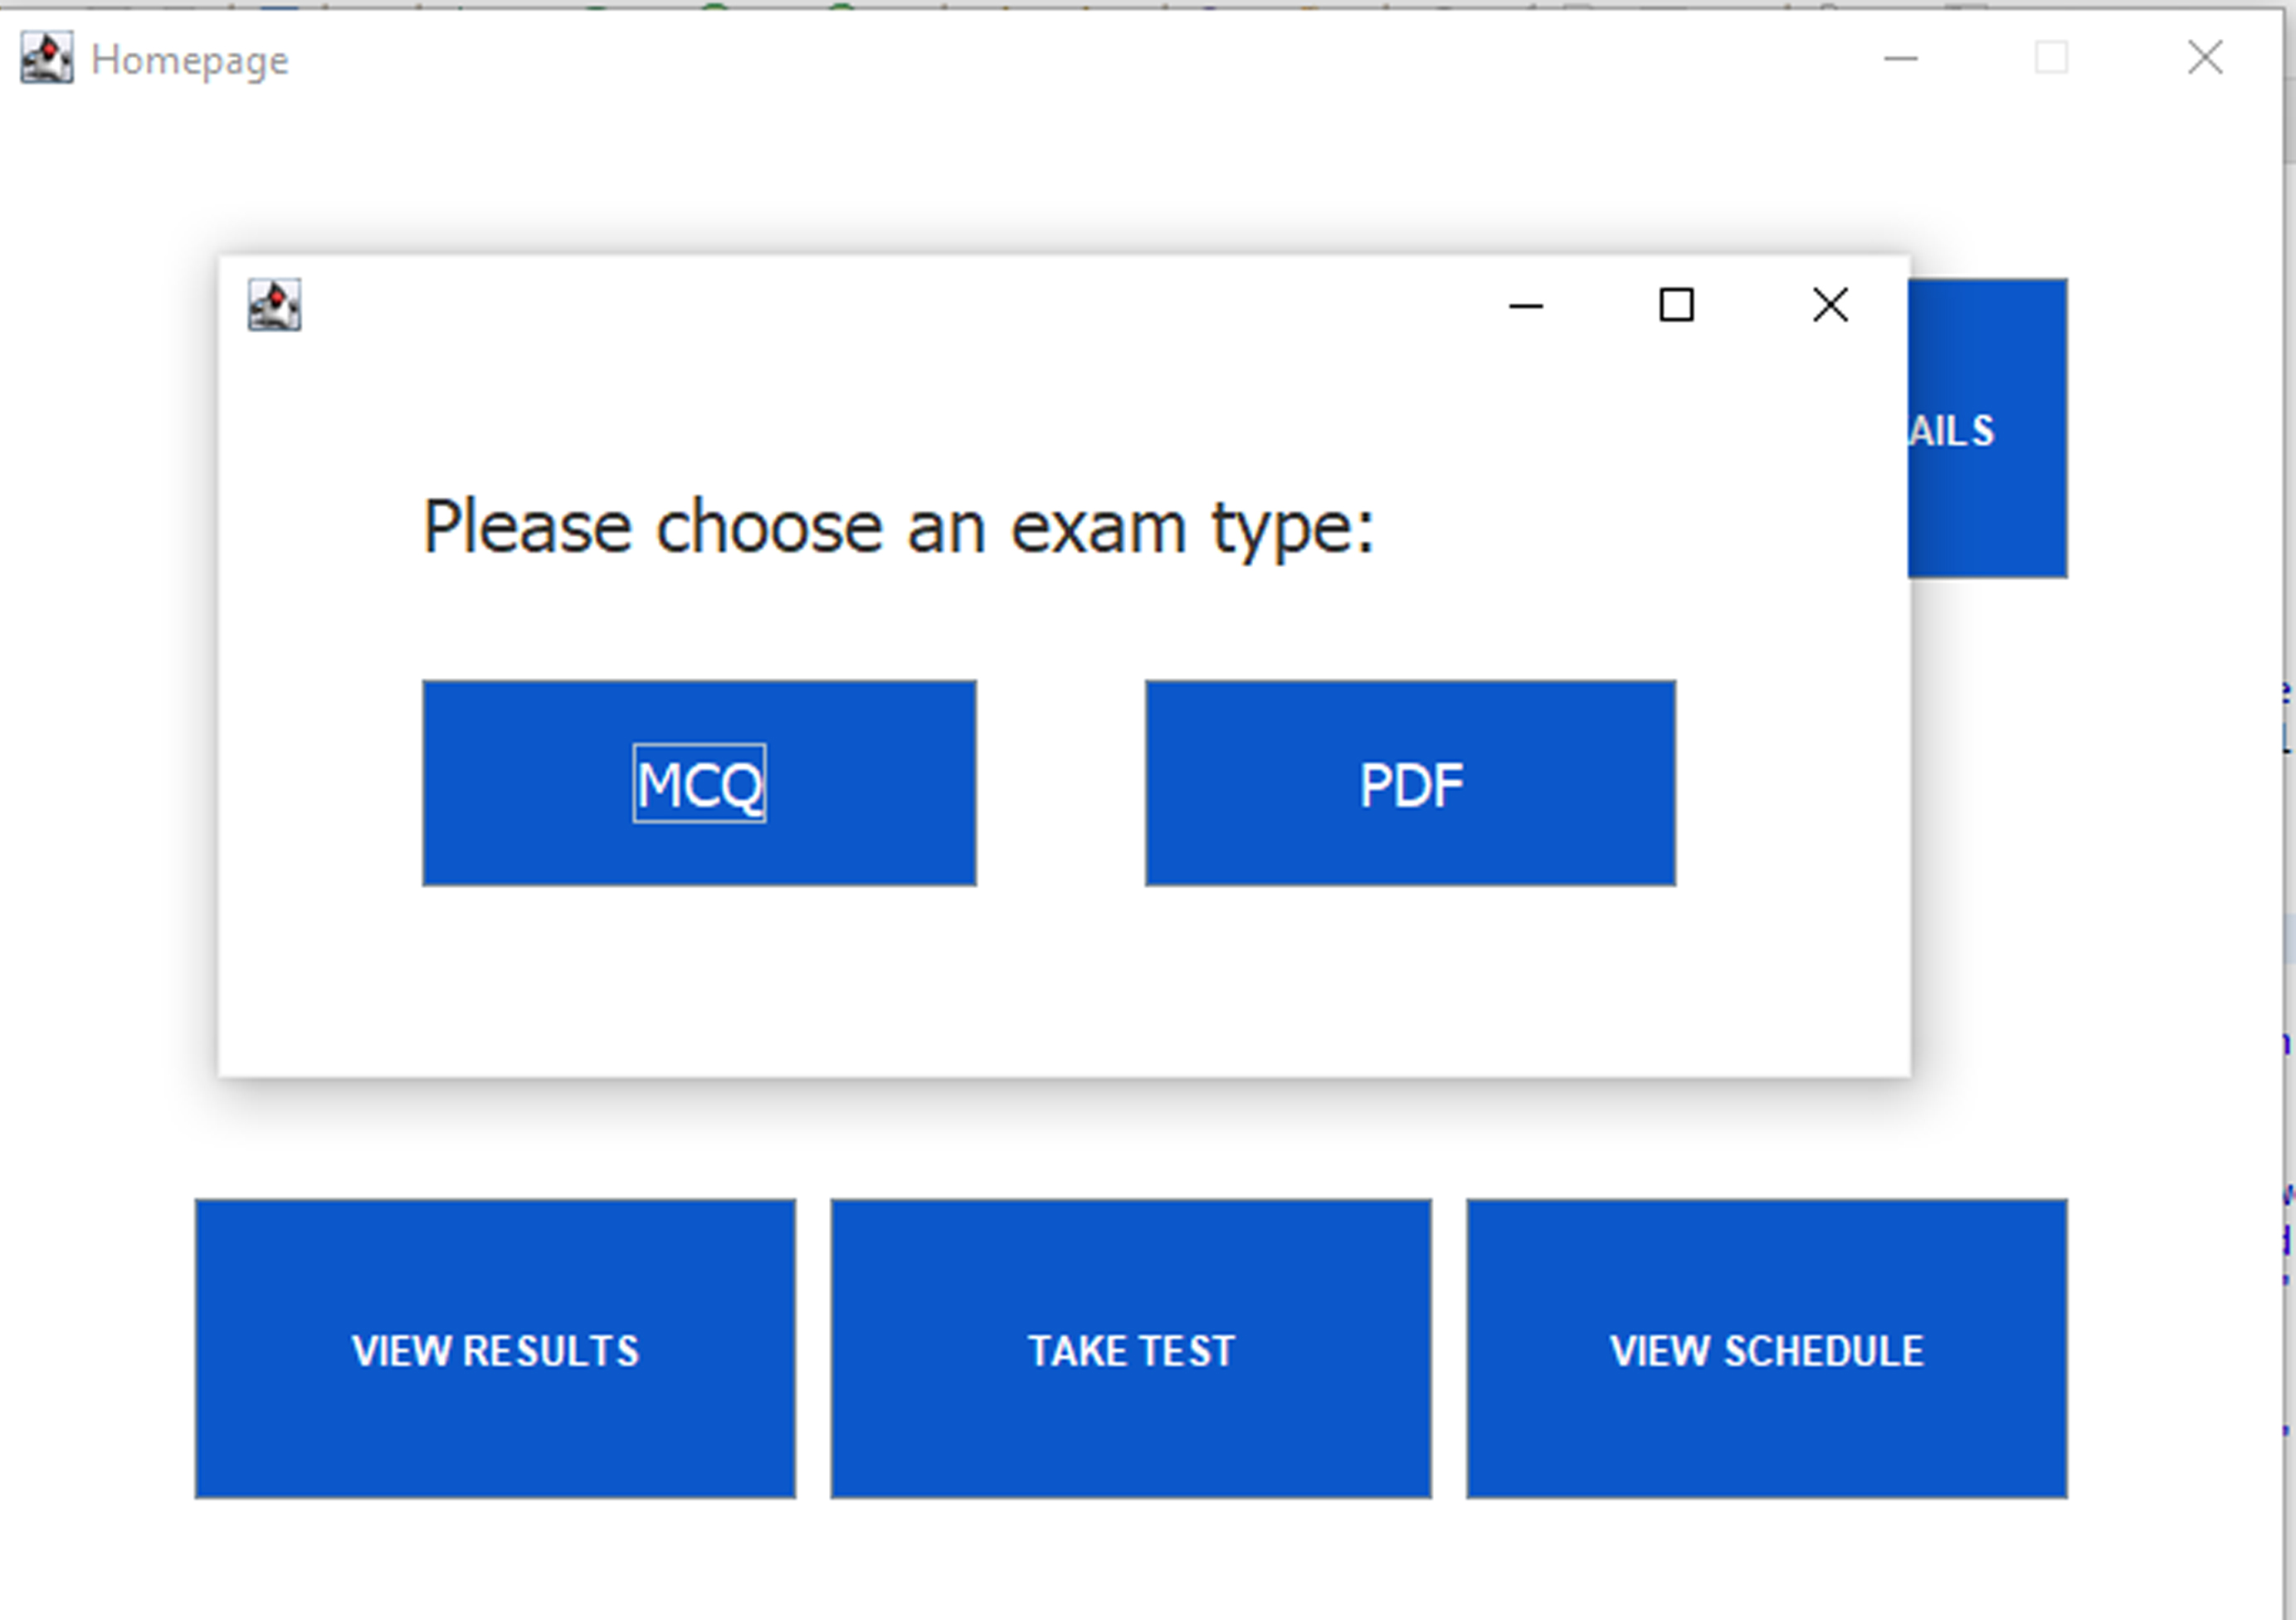 Homepage
AILS
Please choose an exam type:
MCQ
PDF
VIEW RESULTS
TAKE TEST
VIEW SCHEDULE